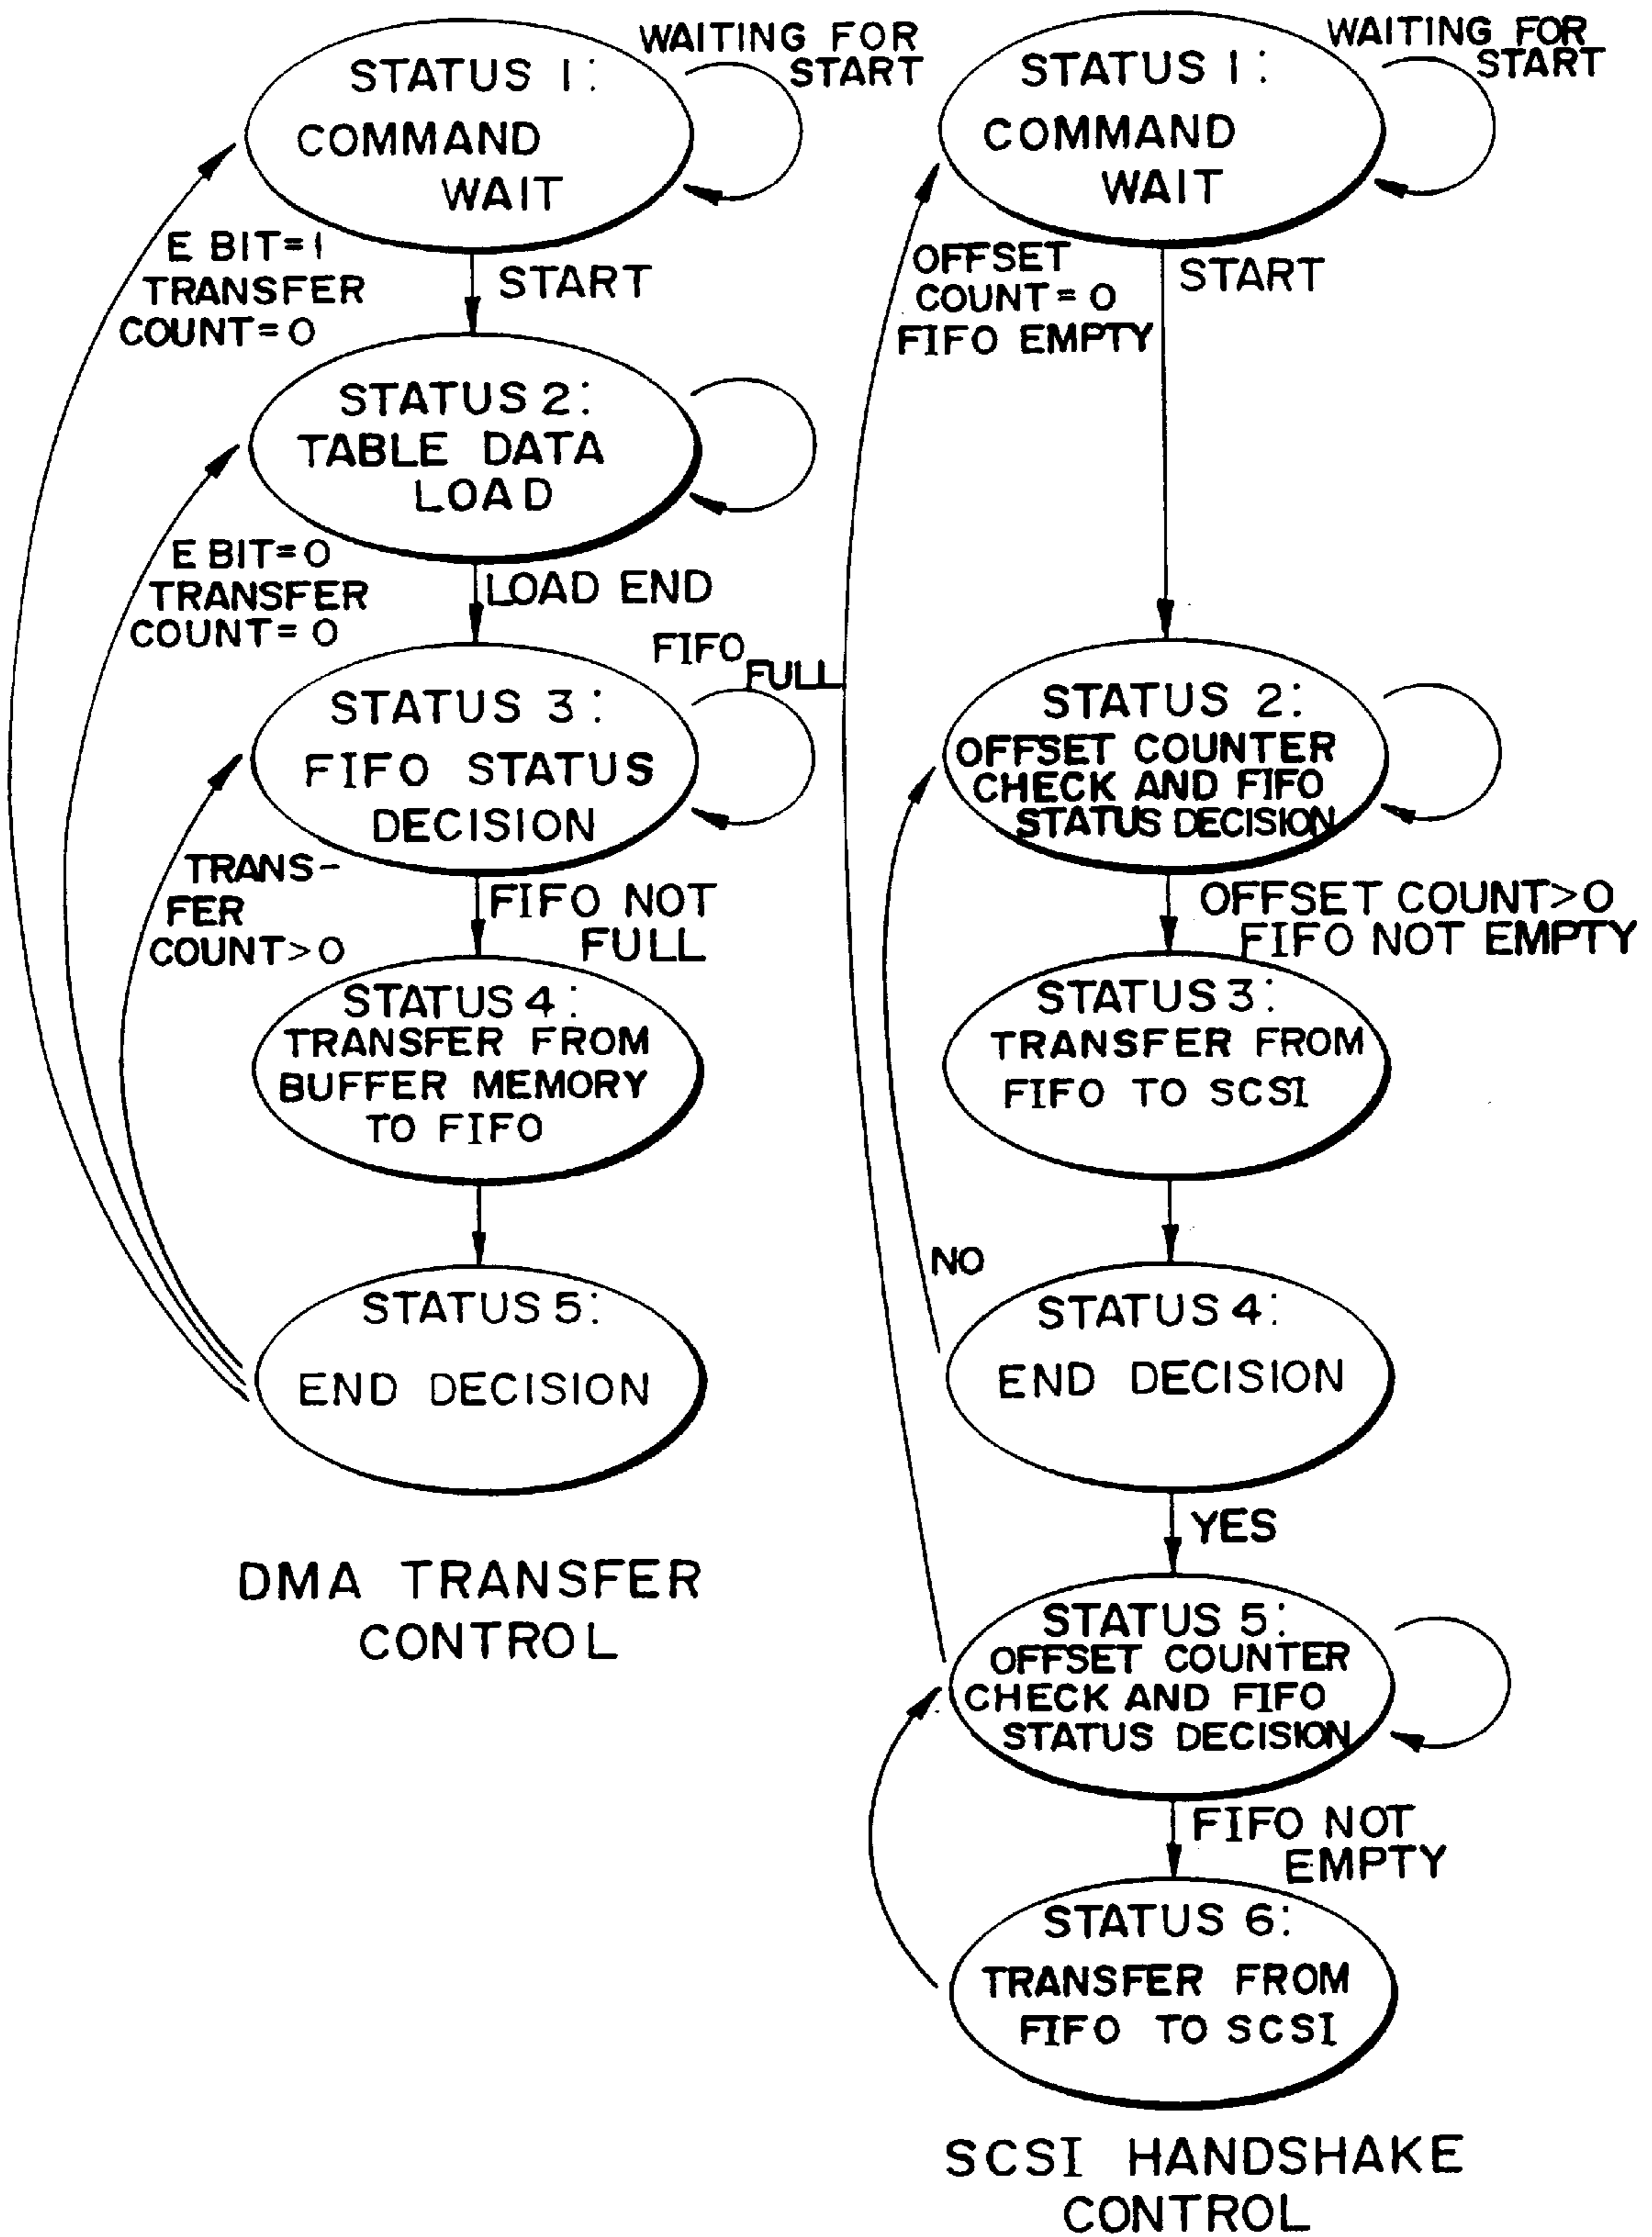 STATUS 1:
COMMAND
WAIT
WAITING FOR
START
E BIT=1
TRANSFER
COUNT=0
START
STATUS 2:
TABLE DATA
LOAD
E BIT=0
TRANSFER
COUNT=0
LOAD END
FIFO
FULL
STATUS 3:
FIFO STATUS
DECISION
TRANS-
FER
COUNT>0
FIFO NOT
FULL
STATUS 4:
TRANSFER FROM
BUFFER MEMORY
TO FIFO
STATUS 5:
END DECISION
DMA TRANSFER
CONTROL
STATUS 1:
COMMAND
WAIT
WAITING FOR
START
OFFSET
COUNT=0
FIFO EMPTY
START
STATUS 2:
OFFSET COUNTER
CHECK AND FIFO
STATUS DECISION
OFFSET COUNT>0
FIFO NOT EMPTY
STATUS 3:
TRANSFER FROM
FIFO TO SCSI
NO
STATUS 4:
END DECISION
YES
STATUS 5:
OFFSET COUNTER
CHECK AND FIFO
STATUS DECISION
FIFO NOT
EMPTY
STATUS 6:
TRANSFER FROM
FIFO TO SCSI
SCSI HANDSHAKE
CONTROL